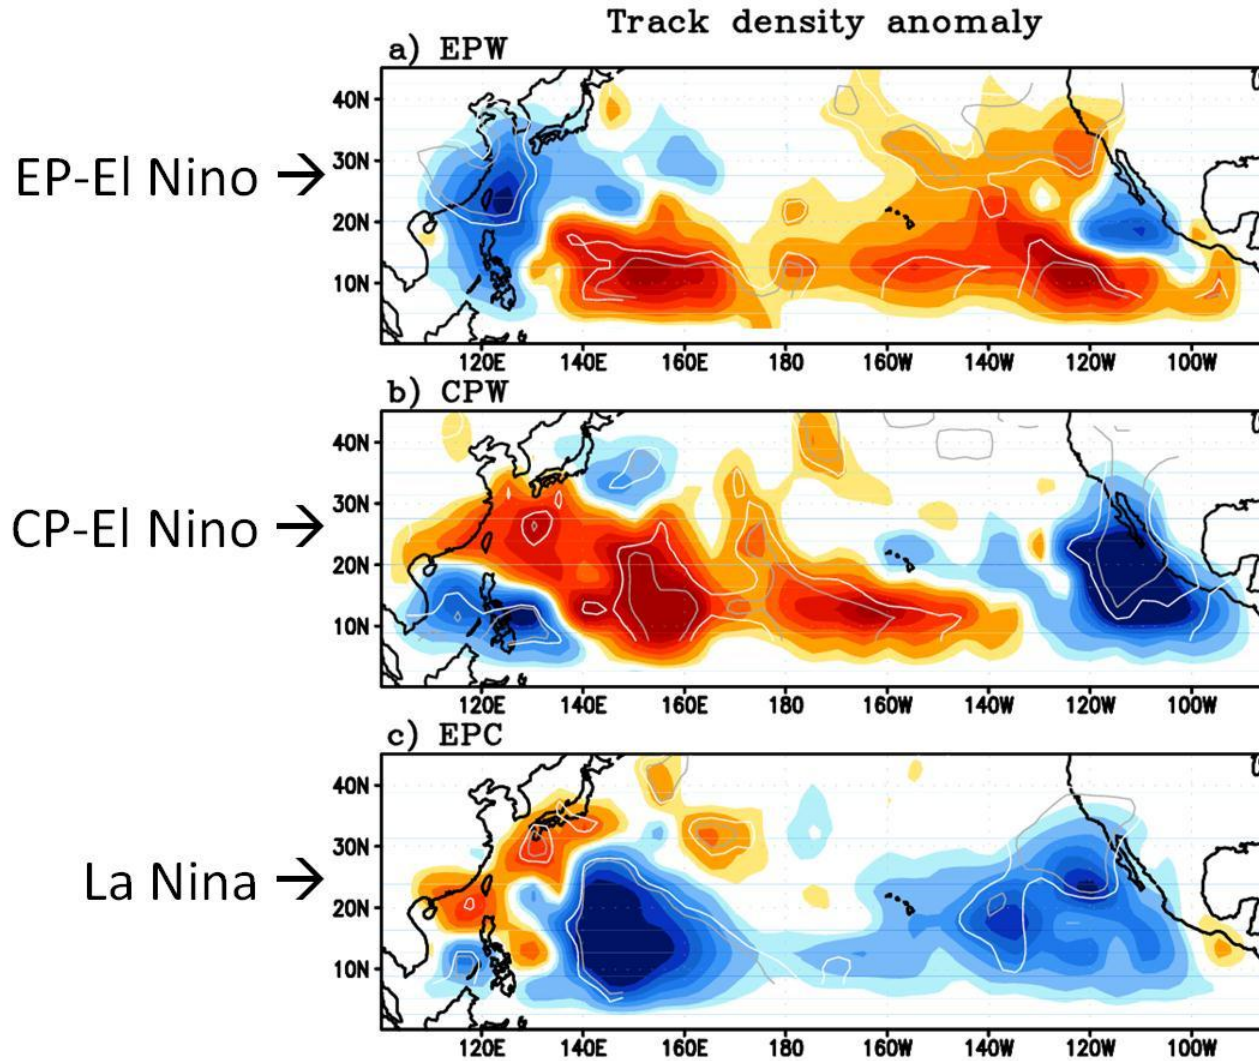 Track density anomaly
a) EPW
EP-El Nino →
40N
30N
20N
10N
120E 140E 160E 180 160W 140W 120W 100W
b) CPW
CP-El Nino →
40N
30N
20N
10N
120E 140E 160E 180 160W 140W 120W 100W
c) EPC
La Nina →
40N
30N
20N
10N
120E 140E 160E 180 160W 140W 120W 100W